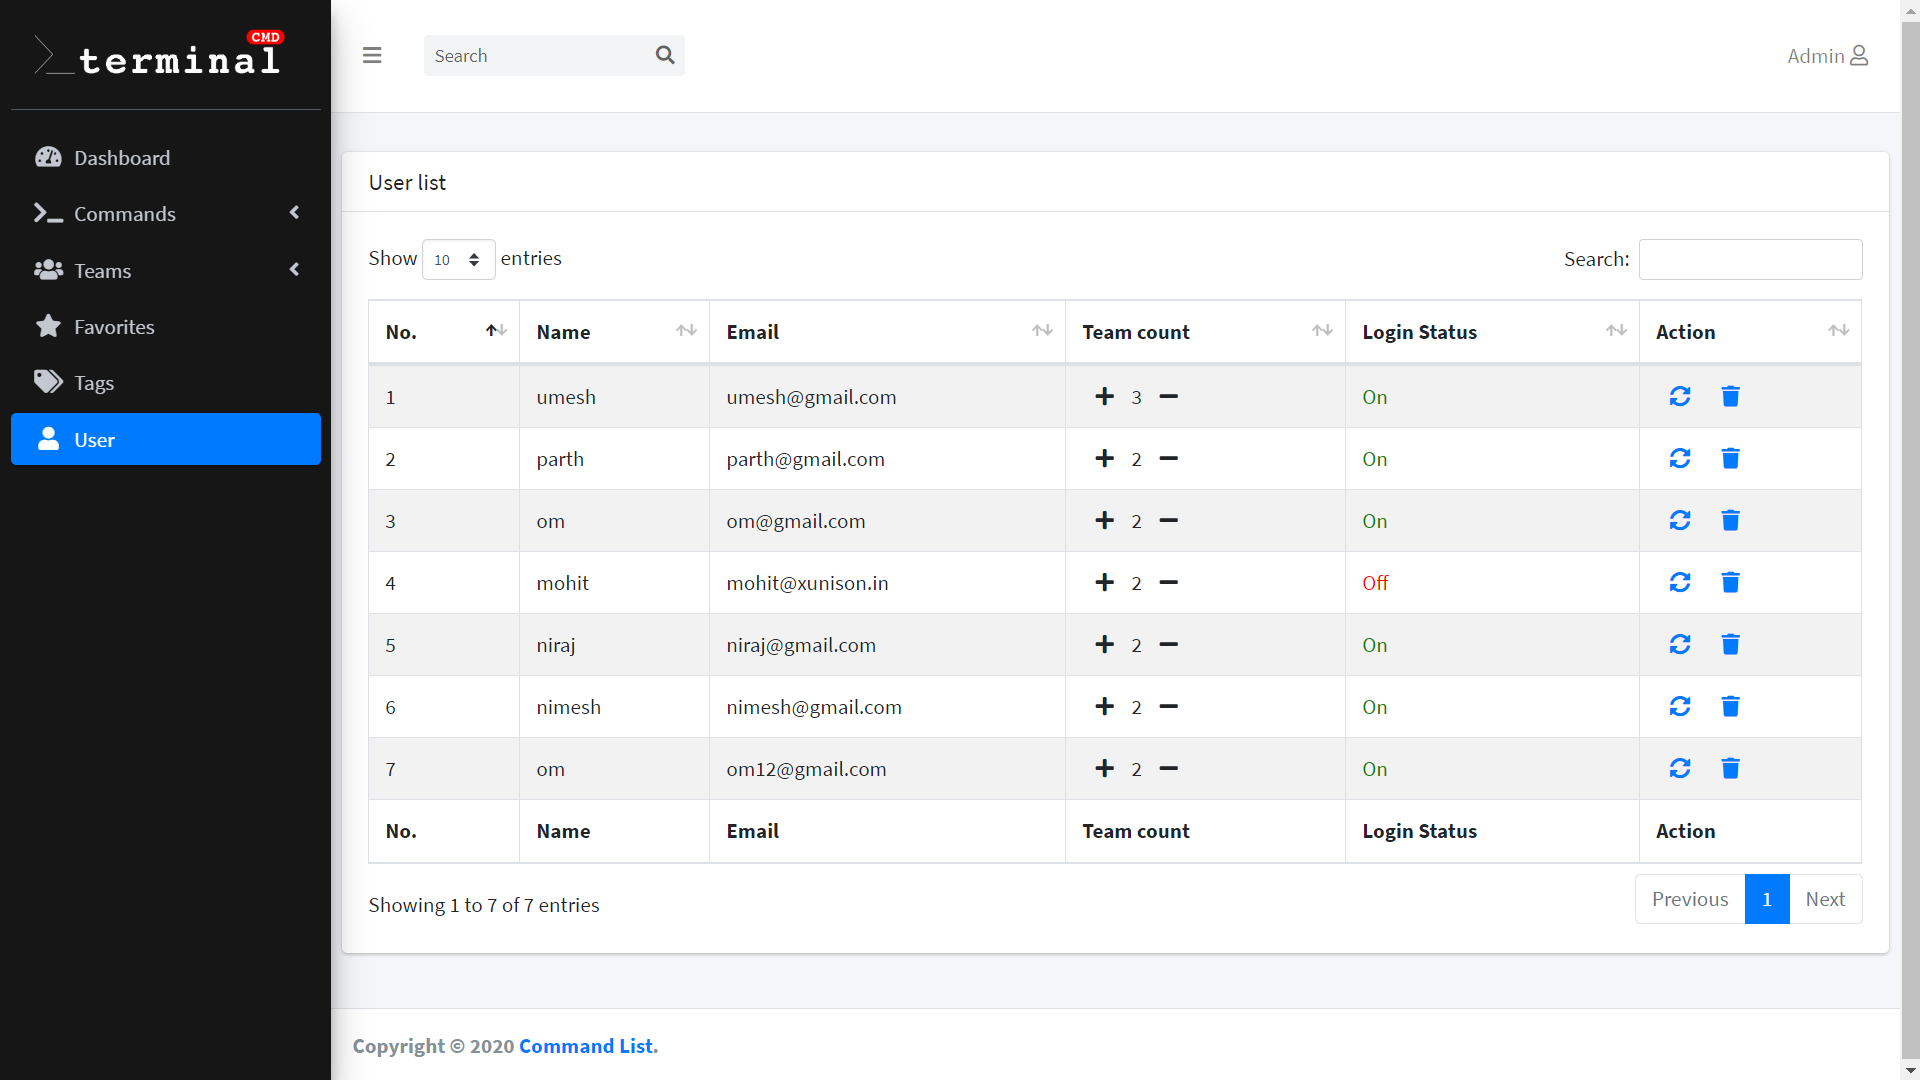 CMD
terminal
Search
Admin
Dashboard
Commands
Teams
Favorites
Tags
User
User list
Show 10 entries
Search:
No. Name Email Team count Login Status Action
1 umesh umesh@gmail.com 3 On
2 parth parth@gmail.com 2 On
3 om om@gmail.com 2 On
4 mohit mohit@xunison.in 2 Off
5 niraj niraj@gmail.com 2 On
6 nimesh nimesh@gmail.com 2 On
7 om om12@gmail.com 2 On
No. Name Email Team count Login Status Action
Showing 1 to 7 of 7 entries
Previous 1 Next
Copyright © 2020 Command List.